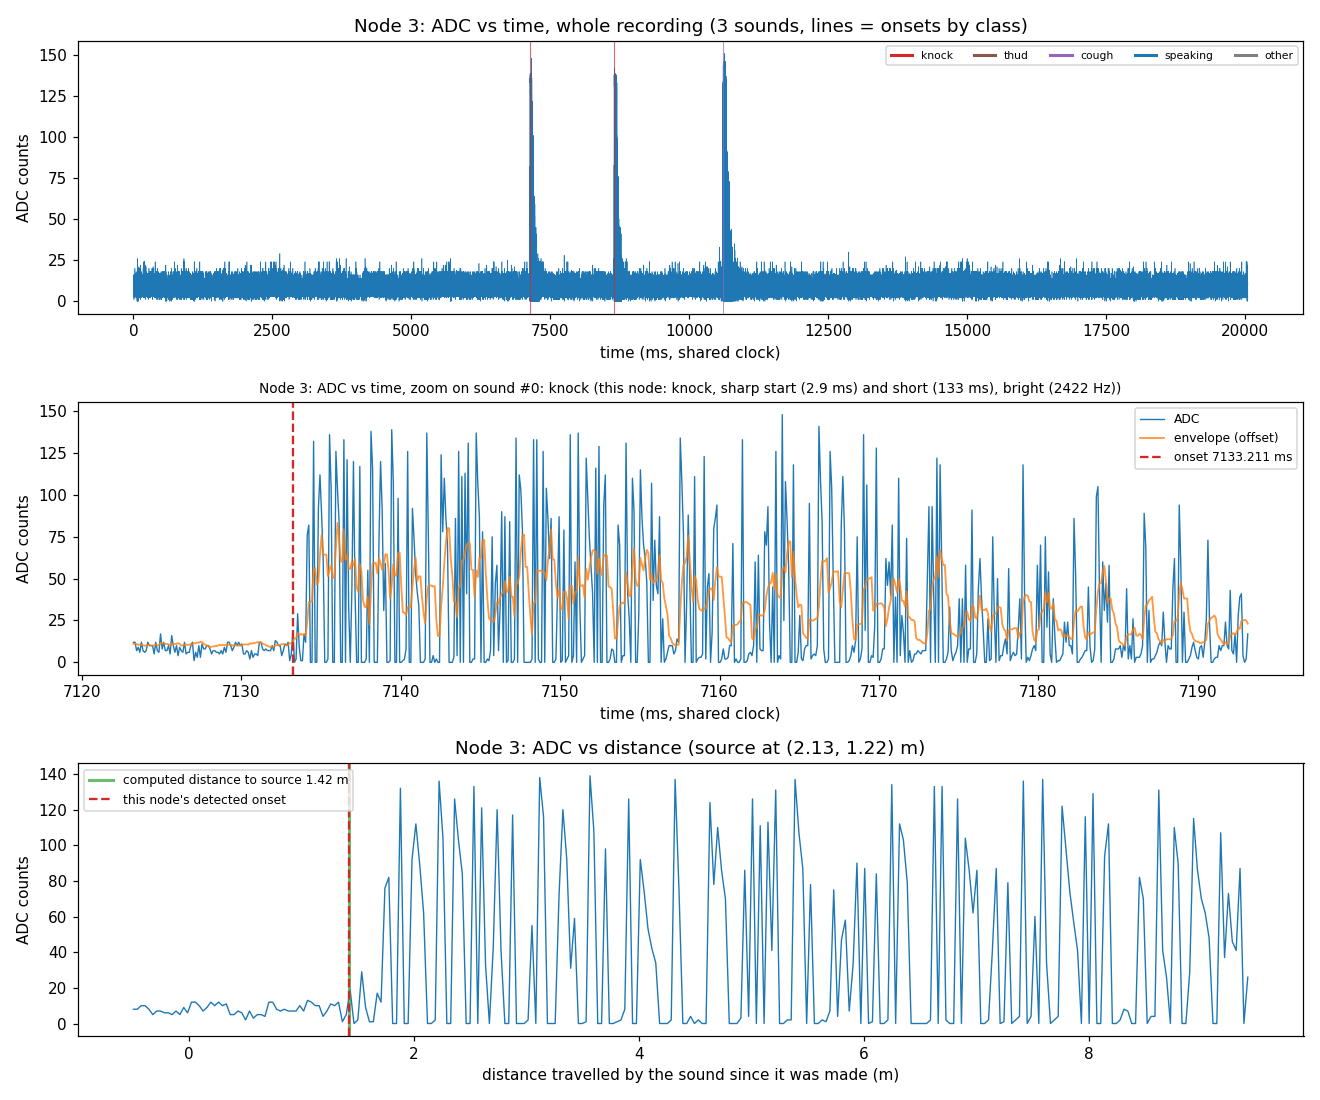 Node 3: ADC vs time, whole recording (3 sounds, lines = onsets by class)
ADC counts
150
125
100
75
50
25
0
knock thud cough speaking other
0 2500 5000 7500 10000 12500 15000 17500 20000
time (ms, shared clock)
Node 3: ADC vs time, zoom on sound #0: knock (this node: knock, sharp start (2.9 ms) and short (133 ms), bright (2422 Hz))
ADC counts
150
125
100
75
50
25
0
ADC
envelope (offset)
onset 7133.211 ms
7120 7130 7140 7150 7160 7170 7180 7190
time (ms, shared clock)
Node 3: ADC vs distance (source at (2.13, 1.22) m)
ADC counts
140
120
100
80
60
40
20
0
computed distance to source 1.42 m
this node's detected onset
0 2 4 6 8
distance travelled by the sound since it was made (m)